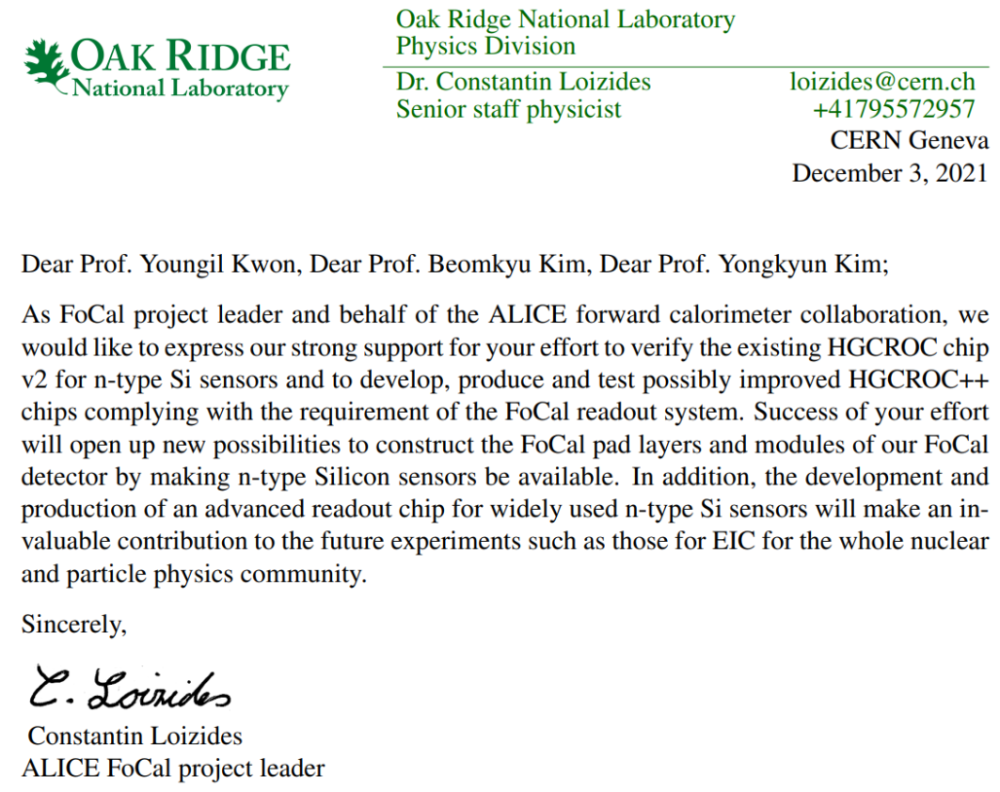 OAK RIDGE
National Laboratory
Oak Ridge National Laboratory
Physics Division
Dr. Constantin Loizides loizides@cern.ch
Senior staff physicist +41795572957
CERN Geneva
December 3, 2021
Dear Prof. Youngil Kwon, Dear Prof. Beomkyu Kim, Dear Prof. Yongkyun Kim;
As FoCal project leader and behalf of the ALICE forward calorimeter collaboration, we
would like to express our strong support for your effort to verify the existing HGCROC chip
v2 for n-type Si sensors and to develop, produce and test possibly improved HGCROC++
chips complying with the requirement of the FoCal readout system. Success of your effort
will open up new possibilities to construct the FoCal pad layers and modules of our FoCal
detector by making n-type Silicon sensors be available. In addition, the development and
production of an advanced readout chip for widely used n-type Si sensors will make an in-
valuable contribution to the future experiments such as those for EIC for the whole nuclear
and particle physics community.
Sincerely,
C. Loizides
Constantin Loizides
ALICE FoCal project leader